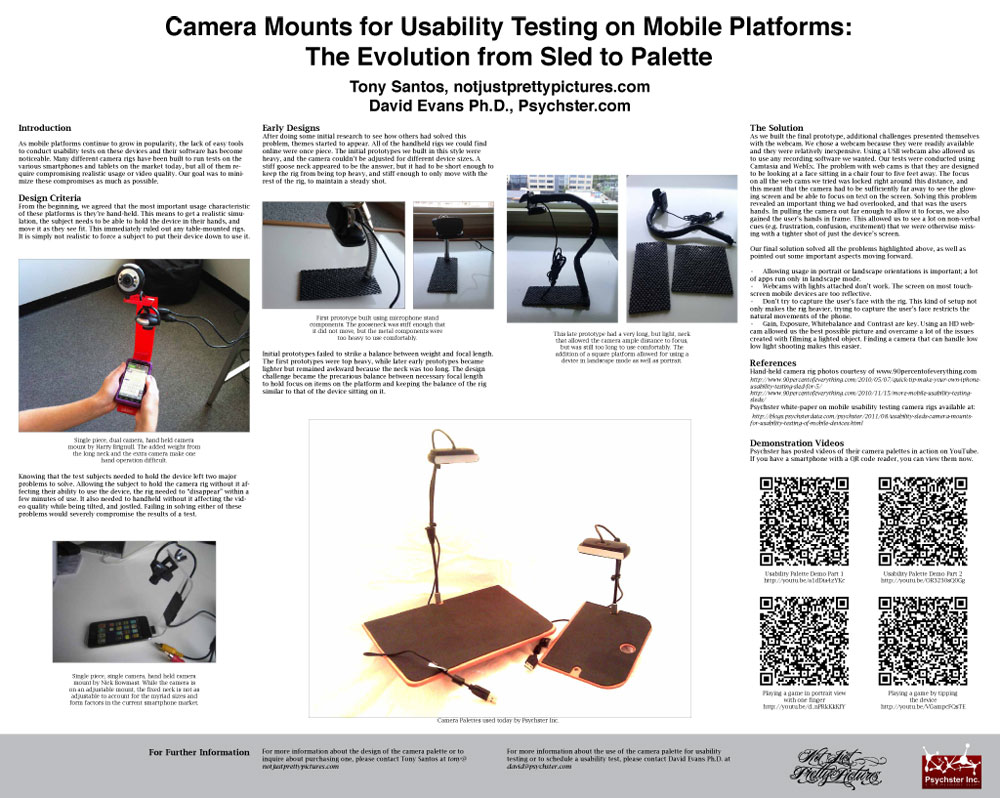 Camera Mounts for Usability Testing on Mobile Platforms:
The Evolution from Sled to Palette
Tony Santos, notjustprettypictures.com
David Evans Ph.D., Psychster.com
Introduction
As mobile platforms continue to grow in popularity, the lack of easy tools
to conduct usability tests on these devices and their software has become
noticeable. Many different camera rigs have been built to run tests on the
various smartphones and tablets on the market today, but all of them re-
quire compromising realistic usage or video quality. Our goal was to mini-
mize these compromises as much as possible.
Design Criteria
From the beginning, we agreed that the most important usage characteristic
of these platforms is they're hand-held. This means to get a realistic simu-
lation, the subject needs to be able to hold the device in their hands, and
move it as they see fit. This immediately ruled out any table-mounted rigs.
It is simply not realistic to force a subject to put their device down to use it.
Single piece, dual camera, hand held camera
mount by Harry Brignull. The added weight from
the long neck and the extra camera make one
hand operation difficult.
Knowing that the test subjects needed to hold the device left two major
problems to solve. Allowing the subject to hold the camera rig without it af-
fecting their ability to use the device, the rig needed to "disappear" within a
few minutes of use. It also needed to handheld without it affecting the vid-
eo quality while being tilted, and jostled. Failing in solving either of these
problems would severely compromise the results of a test.
Single piece, single camera, hand held camera
mount by Nick Bowmast. While the camera is
on an adjustable mount, the fixed neck is not as
adjustable to account for the myriad sizes and
form factors in the current smartphone market.
Early Designs
After doing some initial research to see how others had solved this
problem, themes started to appear. All of the handheld rigs we could find
online were once piece. The initial prototypes we built in this style were
heavy, and the camera couldn't be adjusted for different device sizes. A
stiff goose neck appeared to be the answer, but it had to be short enough to
keep the rig from being top heavy, and stiff enough to only move with the
rest of the rig, to maintain a steady shot.
First prototype built using microphone stand
components. The gooseneck was stiff enough that
it did not move, but the metal components were
too heavy to use comfortably.
Initial prototypes failed to strike a balance between weight and focal length.
The first prototypes were top heavy, while later early prototypes became
lighter but remained awkward because the neck was too long. The design
challenge became the precarious balance between necessary focal length
to hold focus on items on the platform and keeping the balance of the rig
similar to that of the device sitting on it.
This late prototype had a very long, but light, neck
that allowed the camera ample distance to focus,
but was still too long to use comfortably. The
addition of a square platform allowed for using a
device in landscape mode as well as portrait.
Camera Palettes used today by Psychster Inc.
The Solution
As we built the final prototype, additional challenges presented themselves
with the webcam. We chose a webcam because they were readily available
and they were relatively inexpensive. Using a USB webcam also allowed us
to use any recording software we wanted. Our tests were conducted using
Camtasia and WebEx. The problem with web cams is that they are designed
to be looking at a face sitting in a chair four to five feet away. The focus
on all the web cams we tried was locked right around this distance, and
this meant that the camera had to be sufficiently far away to see the glow-
ing screen and be able to focus on text on the screen. Solving this problem
revealed an important thing we had overlooked, and that was the users
hands. In pulling the camera out far enough to allow it to focus, we also
gained the user's hands in frame. This allowed us to see a lot on non-verbal
cues (e.g. frustration, confusion, excitement) that we were otherwise miss-
ing with a tighter shot of just the device's screen.
Our final solution solved all the problems highlighted above, as well as
pointed out some important aspects moving forward.
- Allowing usage in portrait or landscape orientations is important; a lot
of apps run only in landscape mode.
- Webcams with lights attached don't work. The screen on most touch-
screen mobile devices are too reflective.
- Don't try to capture the user's face with the rig. This kind of setup not
only makes the rig heavier, trying to capture the user's face restricts the
natural movements of the phone.
- Gain, Exposure, Whitebalance and Contrast are key. Using an HD web-
cam allowed us the best possible picture and overcame a lot of the issues
created with filming a lighted object. Finding a camera that can handle low
low light shooting makes this easier.
References
Hand-held camera rig photos courtesy of www.90percentofeverything.com
http://www.90percentofeverything.com/2010/05/07/quick-tip-make-your-own-iphone-
usability-testing-sled-for-5/
http://www.90percentofeverything.com/2010/11/15/more-mobile-usability-testing-
sleds/
Psychster white-paper on mobile usability testing camera rigs available at:
http://blogs.psychsterdata.com/psychster/2011/08/usability-sleds-camera-mounts-
for-usability-testing-of-mobile-devices.html
Demonstration Videos
Psychster has posted videos of their camera palettes in action on YouTube.
If you have a smartphone with a QR code reader, you can view them now.
Usability Palette Demo Part 1
Usability Palette Demo Part 2
Playing a game in portrait view
with one finger
Playing a game by tipping
the device
For Further Information
For more information about the design of the camera palette or to
inquire about purchasing one, please contact Tony Santos at tony@
notjustprettypictures.com
For more information about the use of the camera palette for usability
testing or to schedule a usability test, please contact David Evans Ph.D. at
david@psychster.com
Not Just
Pretty Pictures
Psychster Inc.